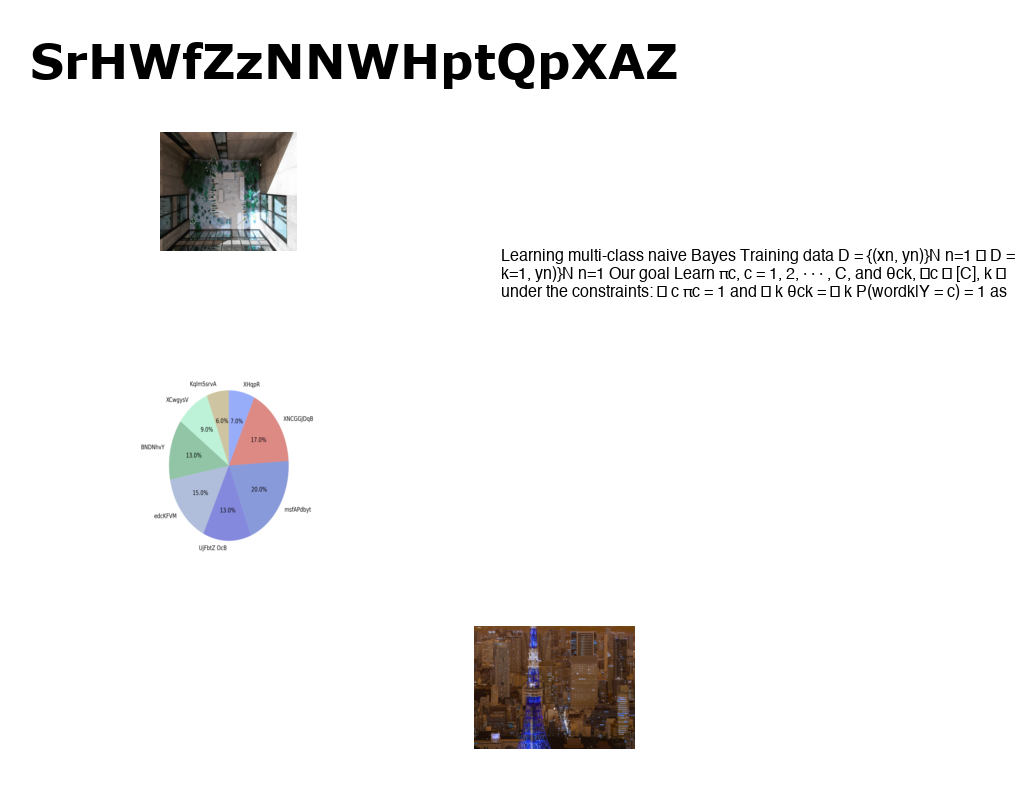 SrHWfZzNNWHptQpXAZ
Learning multi-class naive Bayes Training data D = {(xn, yn)}N n=1 □ D =
k=1, yn)}N n=1 Our goal Learn πc, c = 1, 2, · · · , C, and θck, □c □ [C], k □
under the constraints: □ c πc = 1 and □ k θck = □ k P(wordk|Y = c) = 1 as
KqlmSsrvA
XHqpR
XCwgysV
XNCGGjDqB
6.0%
7.0%
9.0%
17.0%
BNDNhvY
13.0%
15.0%
20.0%
13.0%
edcKFVM
msfAPdbyt
UjFbtZ OcB